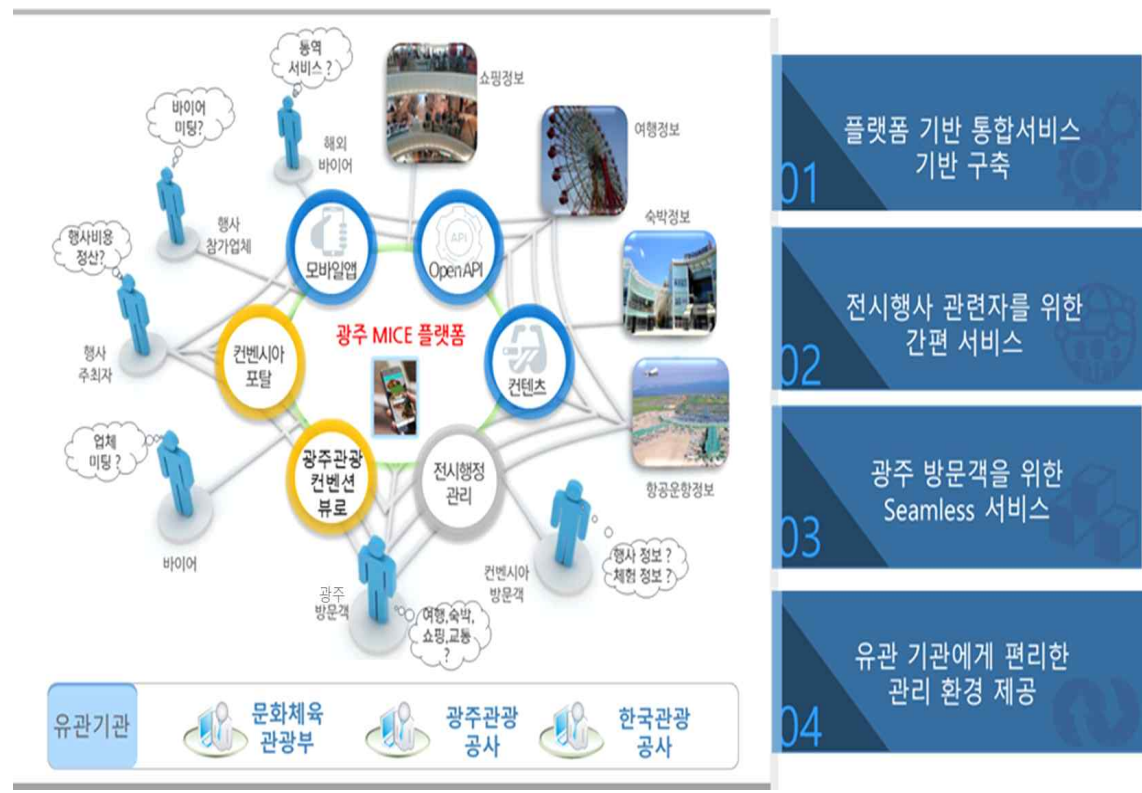 통역
서비스 ?
쇼핑정보
바이어
미팅?
해외
바이어
여행정보
행사
참가업체
숙박정보
행사비용
정산?
모바일앱
API
Open API
광주 MICE 플랫폼
컨벤시아
포탈
컨텐츠
행사
주최자
업체
미팅 ?
광주관광
컨벤션
뷰로
전시행정
관리
항공운항정보
바이어
컨벤시아
방문객
행사 정보 ?
체험 정보 ?
광주
방문객
여행,숙박,
쇼핑,교통
?
유관기관
문화체육
관광부
광주관광
공사
한국관광
공사
01
플랫폼 기반 통합서비스
기반 구축
02
전시행사 관련자를 위한
간편 서비스
03
광주 방문객을 위한
Seamless 서비스
04
유관 기관에게 편리한
관리 환경 제공